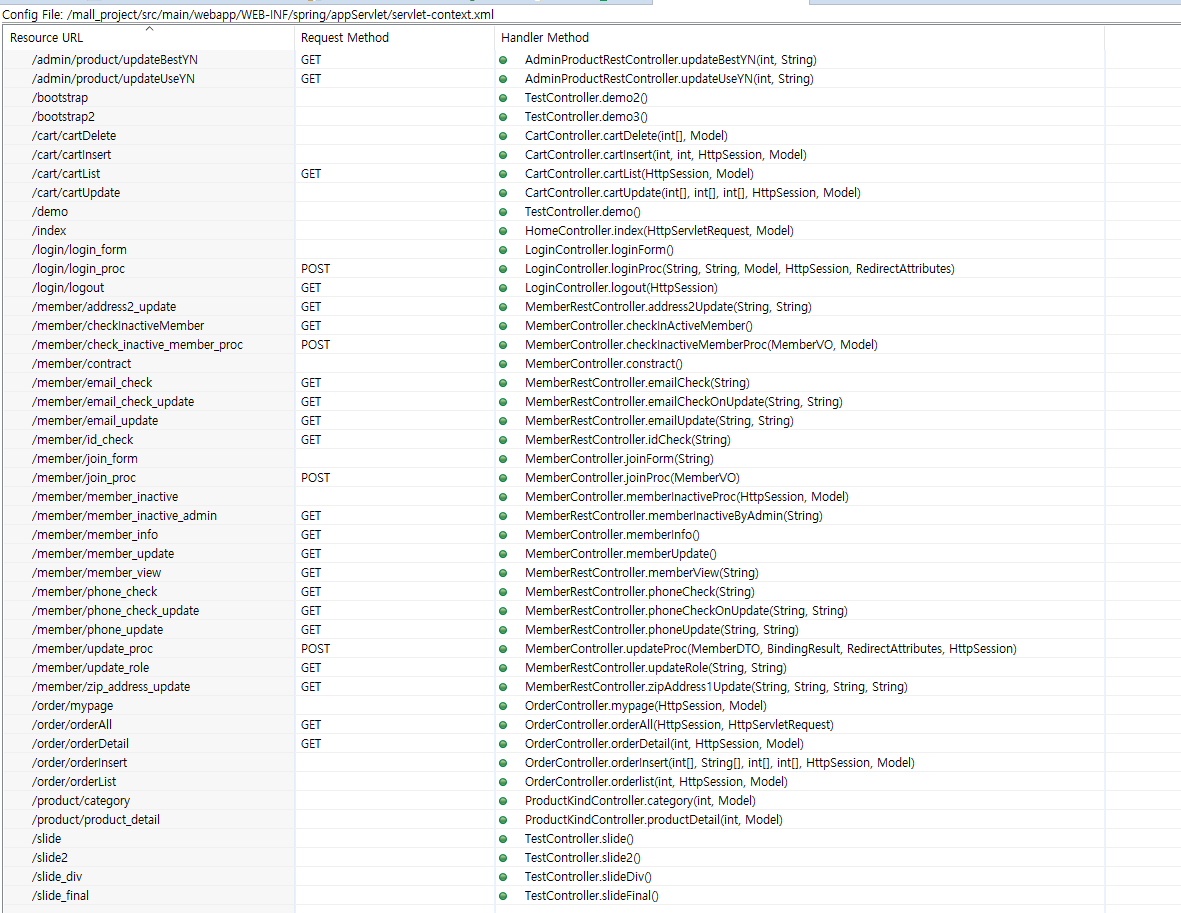 Config File: /mall_project/src/main/webapp/WEB-INF/spring/appServlet/servlet-context.xml
Resource URL Request Method Handler Method
/admin/product/updateBestYN GET AdminProductRestController.updateBestYN(int, String)
/admin/product/updateUseYN GET AdminProductRestController.updateUseYN(int, String)
/bootstrap TestController.demo2()
/bootstrap2 TestController.demo3()
/cart/cartDelete CartController.cartDelete(int[], Model)
/cart/cartInsert CartController.cartInsert(int, int, HttpSession, Model)
/cart/cartList GET CartController.cartList(HttpSession, Model)
/cart/cartUpdate CartController.cartUpdate(int[], int[], int[], HttpSession, Model)
/demo TestController.demo()
/index HomeController.index(HttpServletRequest, Model)
/login/login_form LoginController.loginForm()
/login/login_proc POST LoginController.loginProc(String, String, Model, HttpSession, RedirectAttributes)
/login/logout GET LoginController.logout(HttpSession)
/member/address2_update GET MemberRestController.address2Update(String, String)
/member/checkInactiveMember GET MemberController.checkInActiveMember()
/member/check_inactive_member_proc POST MemberController.checkInactiveMemberProc(MemberVO, Model)
/member/contract MemberController.constract()
/member/email_check GET MemberRestController.emailCheck(String)
/member/email_check_update GET MemberRestController.emailCheckOnUpdate(String, String)
/member/email_update GET MemberRestController.emailUpdate(String, String)
/member/id_check GET MemberRestController.idCheck(String)
/member/join_form MemberController.joinForm(String)
/member/join_proc POST MemberController.joinProc(MemberVO)
/member/member_inactive MemberController.memberInactiveProc(HttpSession, Model)
/member/member_inactive_admin GET MemberRestController.memberInactiveByAdmin(String)
/member/member_info GET MemberController.memberInfo()
/member/member_update GET MemberController.memberUpdate()
/member/member_view GET MemberRestController.memberView(String)
/member/phone_check GET MemberRestController.phoneCheck(String)
/member/phone_check_update GET MemberRestController.phoneCheckOnUpdate(String, String)
/member/phone_update GET MemberRestController.phoneUpdate(String, String)
/member/update_proc POST MemberController.updateProc(MemberDTO, BindingResult, RedirectAttributes, HttpSession)
/member/update_role GET MemberRestController.updateRole(String, String)
/member/zip_address_update GET MemberRestController.zipAddress1Update(String, String, String, String)
/order/mypage OrderController.mypage(HttpSession, Model)
/order/orderAll GET OrderController.orderAll(HttpSession, HttpServletRequest)
/order/orderDetail GET OrderController.orderDetail(int, HttpSession, Model)
/order/orderInsert OrderController.orderInsert(int[], String[], int[], int[], HttpSession, Model)
/order/orderList OrderController.orderlist(int, HttpSession, Model)
/product/category ProductKindController.category(int, Model)
/product/product_detail ProductKindController.productDetail(int, Model)
/slide TestController.slide()
/slide2 TestController.slide2()
/slide_div TestController.slideDiv()
/slide_final TestController.slideFinal()